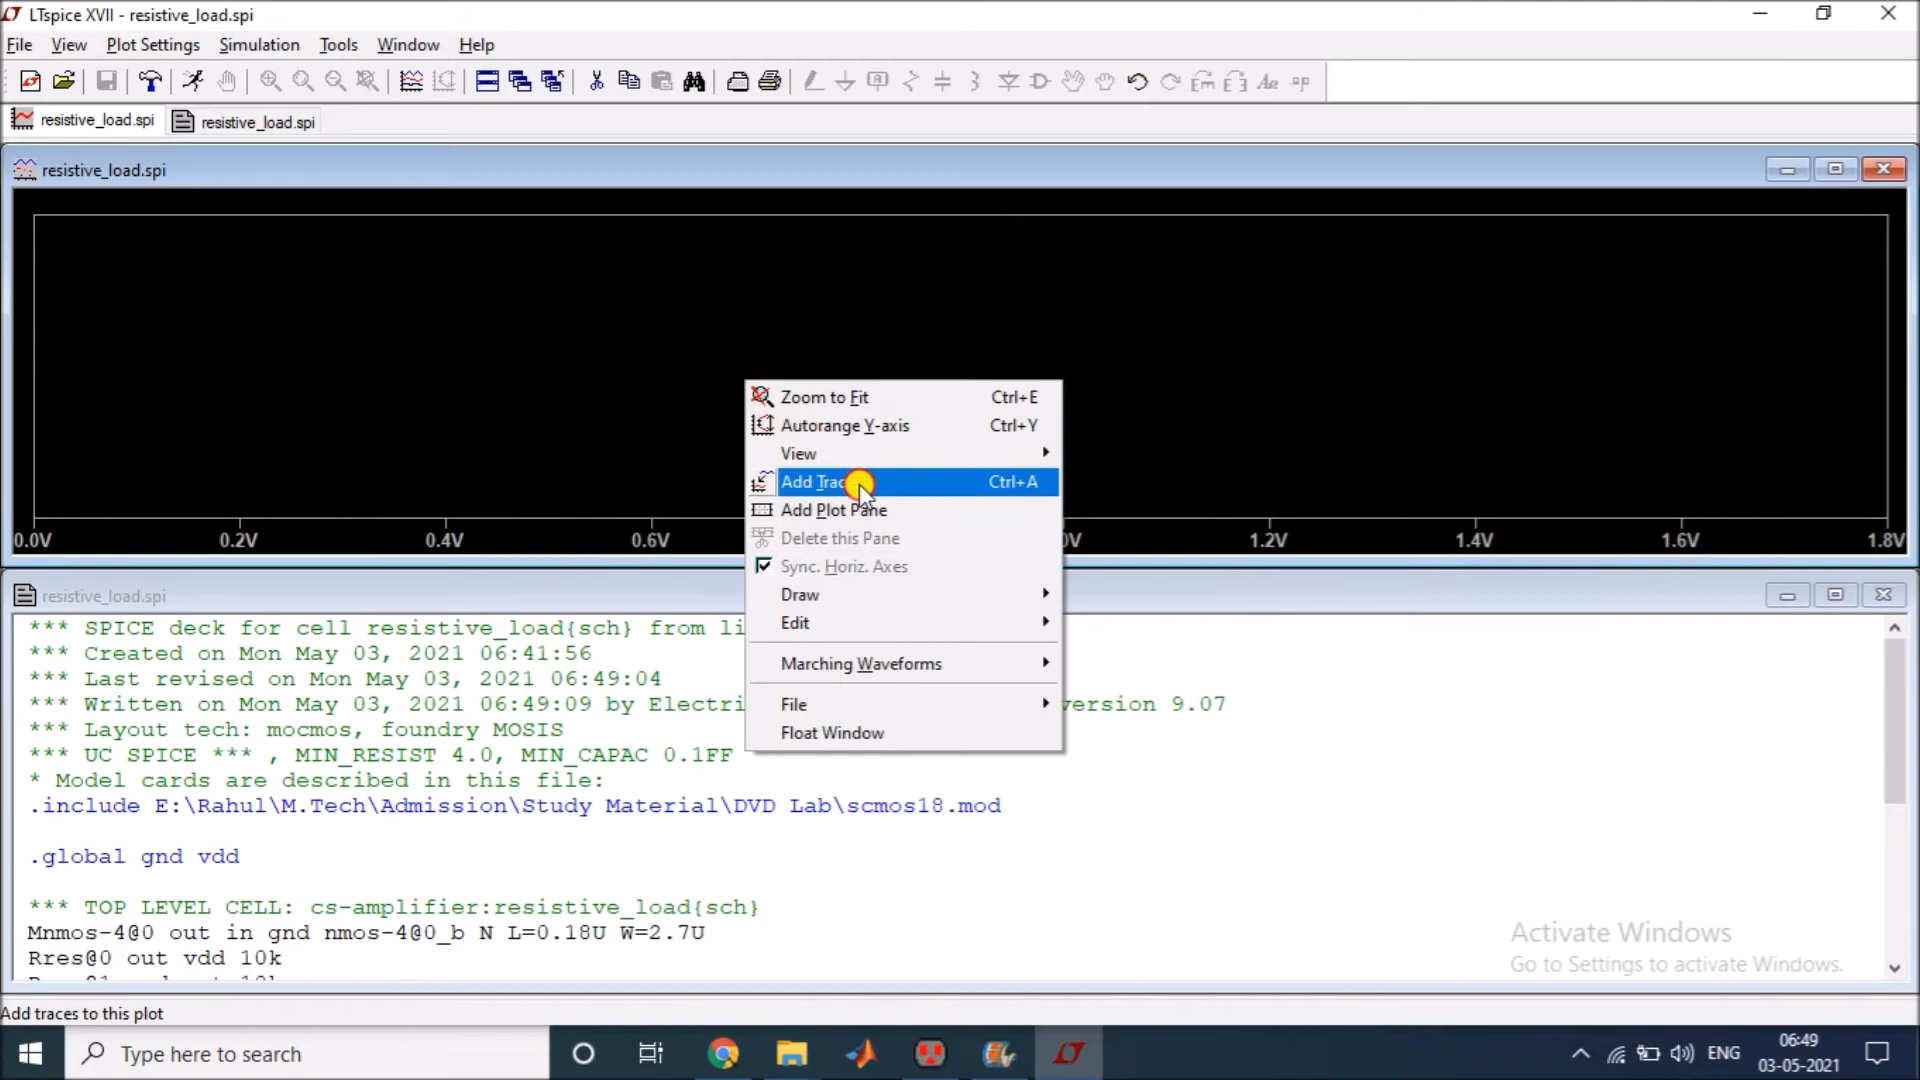 LTspice XVII - resistive_load.spi
File View Plot Settings Simulation Tools Window Help
resistive_load.spi resistive_load.spi
resistive_load.spi
Zoom to Fit Ctrl+E
Autorange Y-axis Ctrl+Y
View
Add Ctrl+A
Add Plot Pane
Delete this Pane
Sync. Horiz. Axes
Draw
Edit
Marching Waveforms
File
Float Window
0.0V 0.2V 0.4V 0.6V 1.2V 1.4V 1.6V 1.8V
resistive_load.spi
*** SPICE deck for cell resistive_load{sch} from
*** Created on Mon May 03, 2021 06:41:56
*** Last revised on Mon May 03, 2021 06:49:04
*** Written on Mon May 03, 2021 06:49:09 by version 9.07
*** Layout tech: mocmos, foundry MOSIS
*** UC SPICE *** , MIN_RESIST 4.0, MIN_CAPAC 0.1FF
* Model cards are described in this file:
.include E:\Rahul\M.Tech\Admission\Study Material\DVD Lab\scmos18.mod
.global gnd vdd
*** TOP LEVEL CELL: cs-amplifier:resistive_load{sch}
Mnmos-4@0 out in gnd nmos-4@0_b N L=0.18U W=2.7U
Rres@0 out vdd 10k
Activate Windows
Go to Settings to activate Windows.
Add traces to this plot
Type here to search
ENG
06:49
03-05-2021